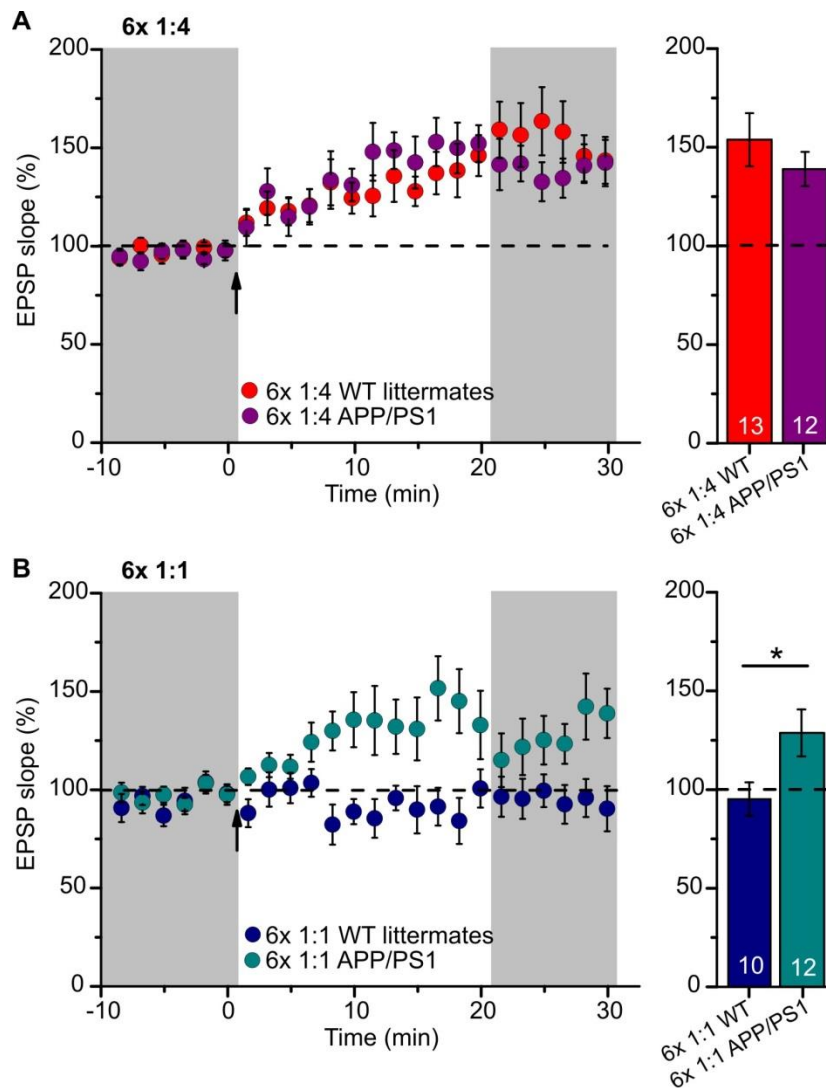 A
6x 1:4
200
150
100
50
0
EPSP slope (%)
6x 1:4 WT littermates
6x 1:4 APP/PS1
-10
0
10
20
30
Time (min)
200
150
100
50
0
13
12
6x 1:4 WT
6x 1:4 APP/PS1
B
6x 1:1
200
150
100
50
0
EPSP slope (%)
6x 1:1 WT littermates
6x 1:1 APP/PS1
-10
0
10
20
30
Time (min)
200
150
100
50
0
*
10
12
6x 1:1 WT
6x 1:1 APP/PS1